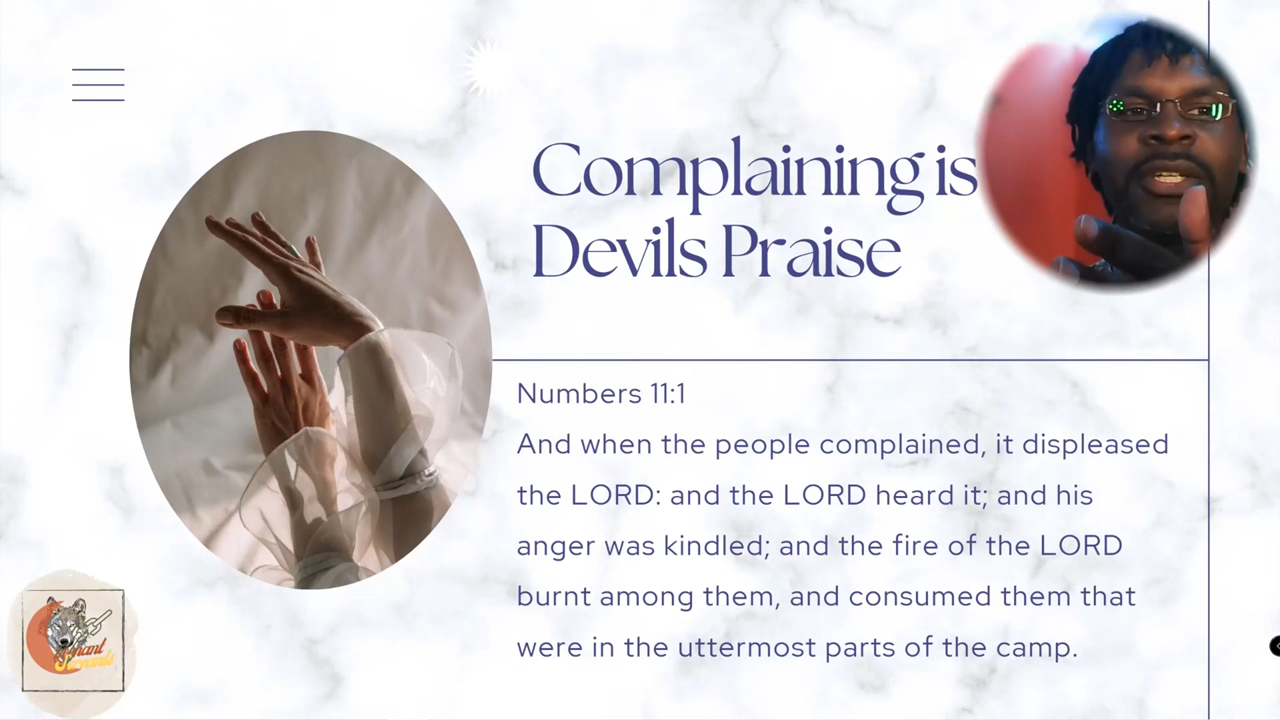 Complaining is
Devils Praise
Numbers 11:1
And when the people complained, it displeased
the LORD: and the LORD heard it; and his
anger was kindled; and the fire of the LORD
burnt among them, and consumed them that
were in the uttermost parts of the camp.